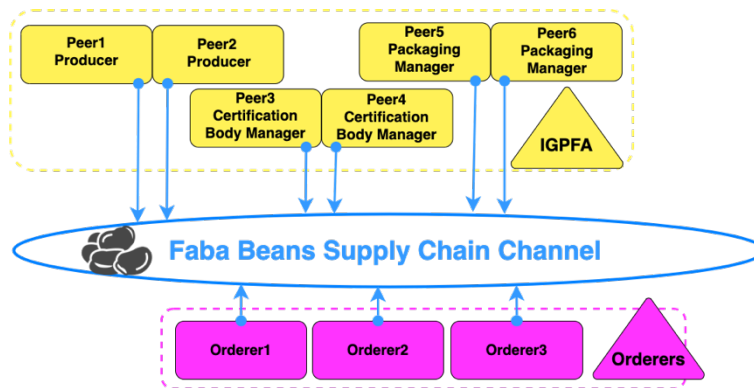 Peer1
Producer
Peer2
Producer
Peer5
Packaging
Manager
Peer6
Packaging
Manager
Peer3
Certification
Body Manager
Peer4
Certification
Body Manager
IGPFA
Faba Beans Supply Chain Channel
Orderer1
Orderer2
Orderer3
Orderers